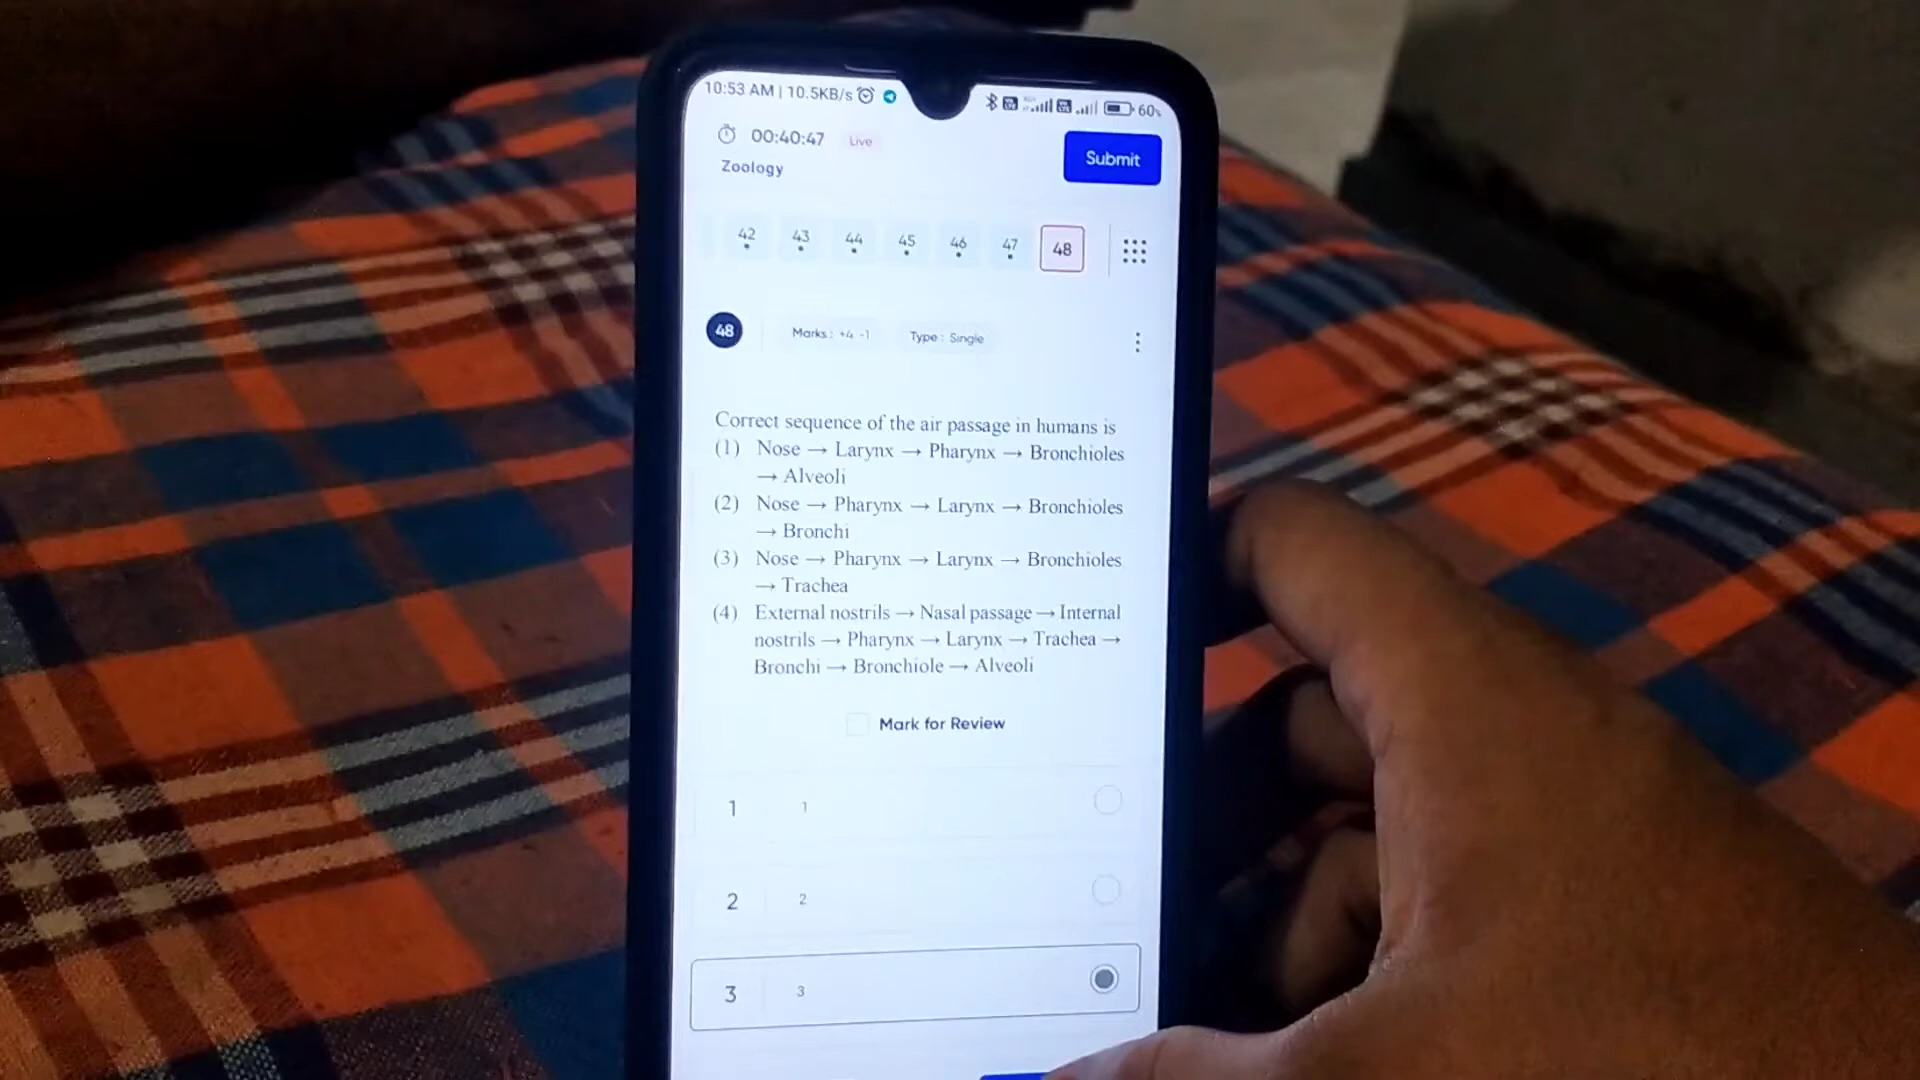 10:53 AM | 10.5KB/s
60%
00:40:47 Live
Submit
Zoology
42 43 44 45 46 47 48
48 Marks : +4 -1 Type : Single
Correct sequence of the air passage in humans is
(1) Nose → Larynx → Pharynx → Bronchioles
→ Alveoli
(2) Nose → Pharynx → Larynx → Bronchioles
→ Bronchi
(3) Nose → Pharynx → Larynx → Bronchioles
→ Trachea
(4) External nostrils → Nasal passage → Internal
nostrils → Pharynx → Larynx → Trachea →
Bronchi → Bronchiole → Alveoli
Mark for Review
1 1
2 2
3 3